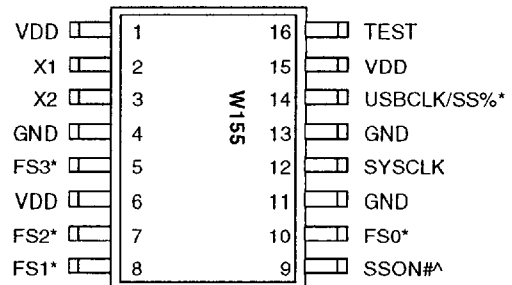 VDD 1 16 TEST
X1 2 15 VDD
X2 3 14 USBCLK/SS%*
GND 4 13 GND
FS3* 5 12 SYSCLK
VDD 6 11 GND
FS2* 7 10 FS0*
FS1* 8 9 SSON#^
W155